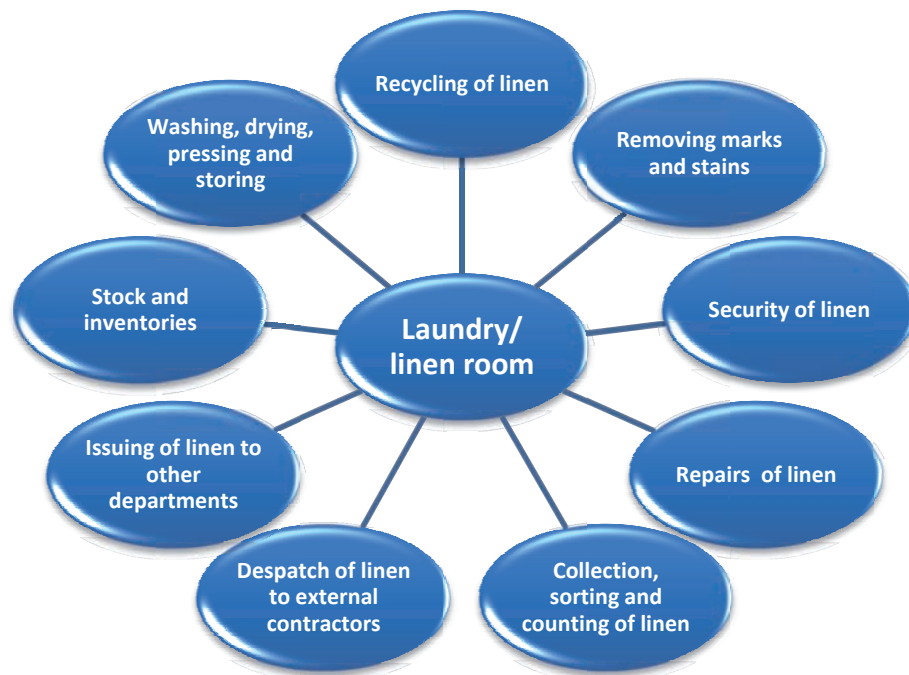 Recycling of linen
Removing marks
and stains
Security of linen
Repairs of linen
Collection,
sorting and
counting of linen
Despatch of linen
to external
contractors
Issuing of linen to
other
departments
Stock and
inventories
Washing, drying,
pressing and
storing
Laundry/
linen room